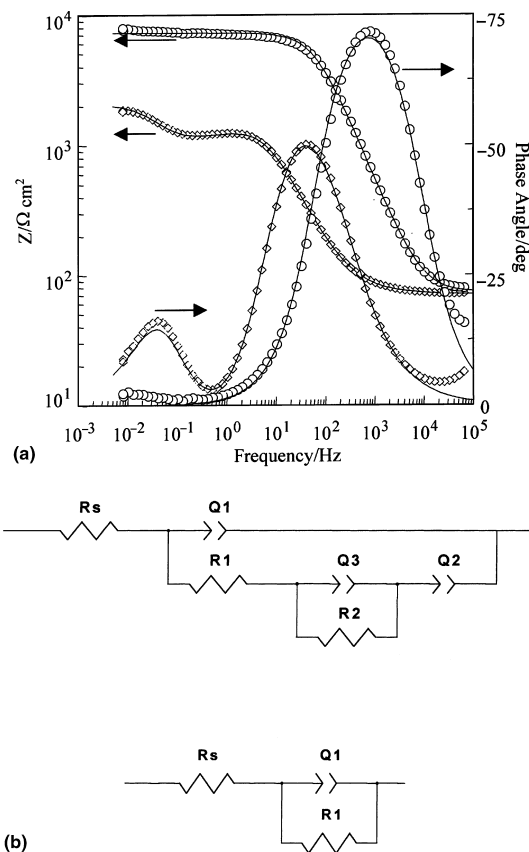 10⁴
10³
10²
10¹
Z/Ω cm²
−75
−50
−25
0
Phase Angle/deg
10⁻³ 10⁻² 10⁻¹ 10⁰ 10¹ 10² 10³ 10⁴ 10⁵
Frequency/Hz
(a)
Rs Q1
R1 Q3 Q2
R2
Rs Q1
R1
(b)